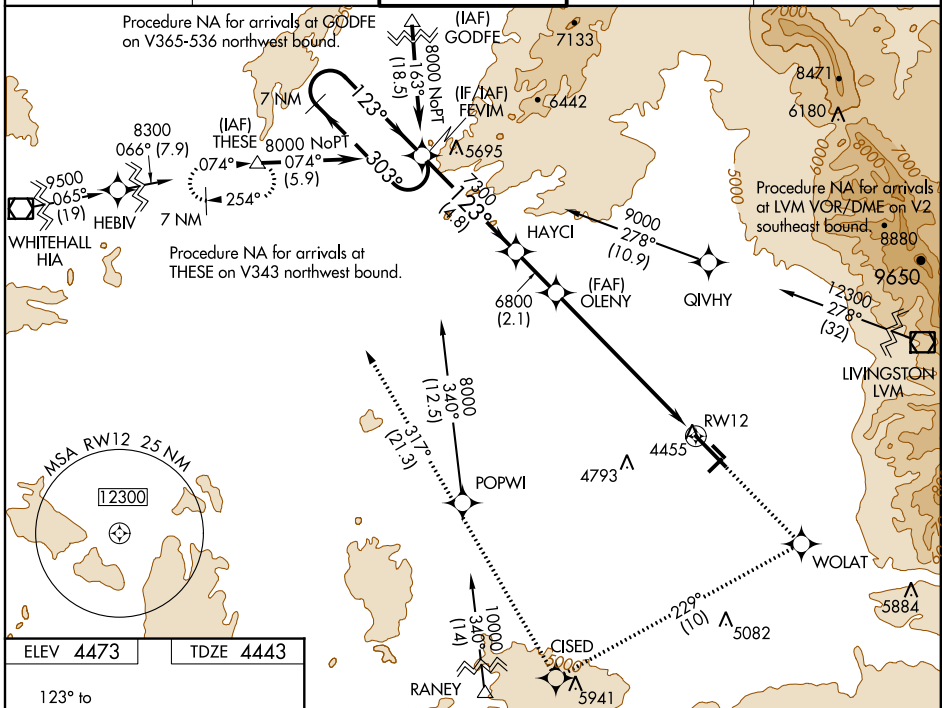 Procedure NA for arrivals at GODFE
on V365-536 northwest bound.
(IAF)
GODFE
8000 NoPT
163°
(18.5)
7133
8471
6442
6180
7 NM
123°
303°
(IF/IAF)
FEVIM
5695
(IAF)
THESE
8000 NoPT
074°
074°
(5.9)
254°
7 NM
8300
066° (7.9)
9500
065°
(19)
HEBIV
WHITEHALL
HIA
Procedure NA for arrivals at
THESE on V343 northwest bound.
7300
123°
(4.8)
HAYCI
9000
278°
(10.9)
QIVHY
5000
6000
7000
Procedure NA for arrivals
at LVM VOR/DME on V2
southeast bound.
8880
9650
6800
(2.1)
(FAF)
OLENY
12300
278°
(32)
LIVINGSTON
LVM
8000
340°
(12.5)
317°
(21.3)
RW12
4455
4793
POPWI
MSA RW12 25 NM
12300
WOLAT
229°
(10)
5884
5082
10000
340°
(14)
CISED
5000
5941
RANEY
ELEV 4473
TDZE 4443
123° to